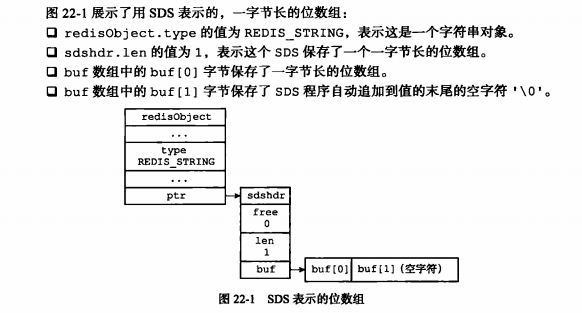 图 22-1 展示了用 SDS 表示的，一字节长的位数组：
❑ redisObject.type 的值为 REDIS_STRING，表示这是一个字符串对象。
❑ sdshdr.len 的值为 1，表示这个 SDS 保存了一个一字节长的位数组。
❑ buf 数组中的 buf[0] 字节保存了一字节长的位数组。
❑ buf 数组中的 buf[1] 字节保存了 SDS 程序自动追加到值的末尾的空字符 '\0'。
redisObject
...
type
REDIS_STRING
...
ptr
sdshdr
free
0
len
1
buf
buf[0]
buf[1]（空字符）
图 22-1 SDS 表示的位数组